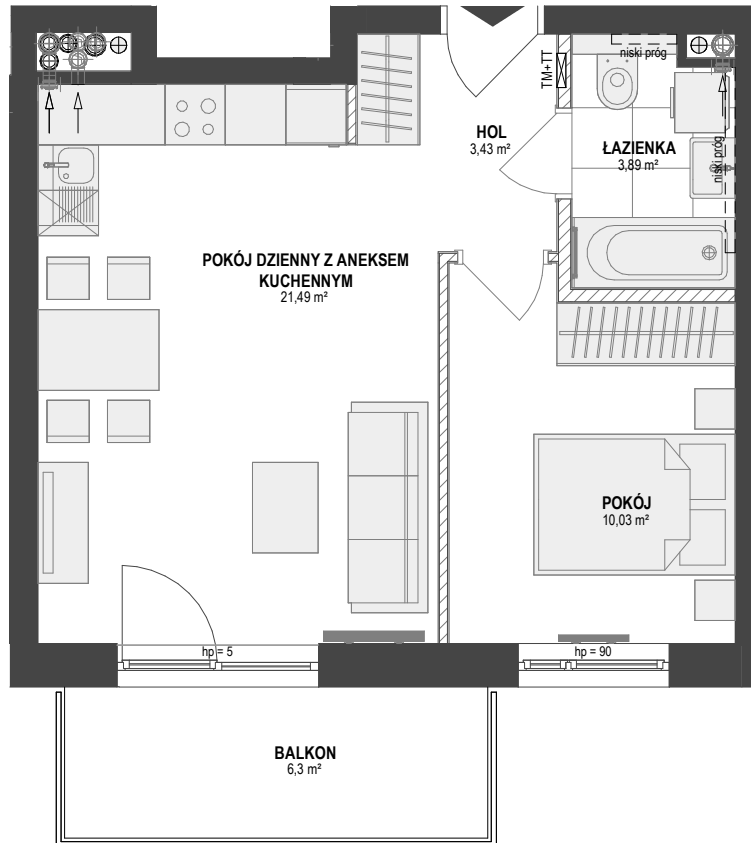 niski próg
TM+TT
HOL
3,43 m²
ŁAZIENKA
3,89 m²
niski próg
POKÓJ DZIENNY Z ANEKSEM
KUCHENNYM
21,49 m²
POKÓJ
10,03 m²
hp = 5
hp = 90
BALKON
6,3 m²